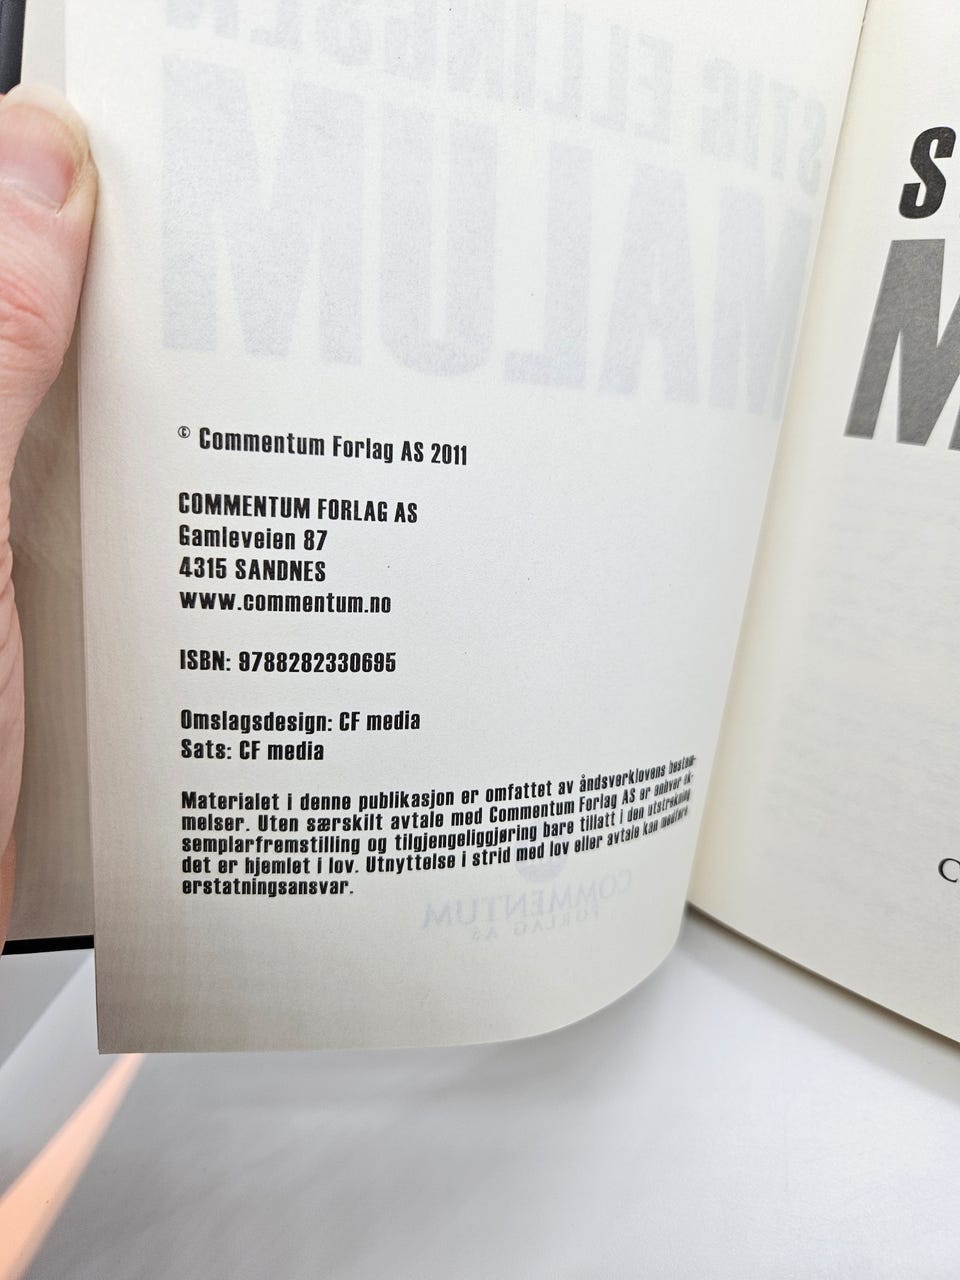 STIG ELLINGSEN
MALUM
© Commentum Forlag AS 2011
COMMENTUM FORLAG AS
Gamleveien 87
4315 SANDNES
www.commentum.no
ISBN: 9788282330695
Omslagsdesign: CF media
Sats: CF media
Materialet i denne publikasjon er omfattet av åndsverklovens bestem-
melser. Uten særskilt avtale med Commentum Forlag AS er enhver ek-
semplarfremstilling og tilgjengeliggjøring bare tillatt i den utstrekning
det er hjemlet i lov. Utnyttelse i strid med lov eller avtale kan medføre
erstatningsansvar.
COMMENTUM
FORLAG AS
S
M
C